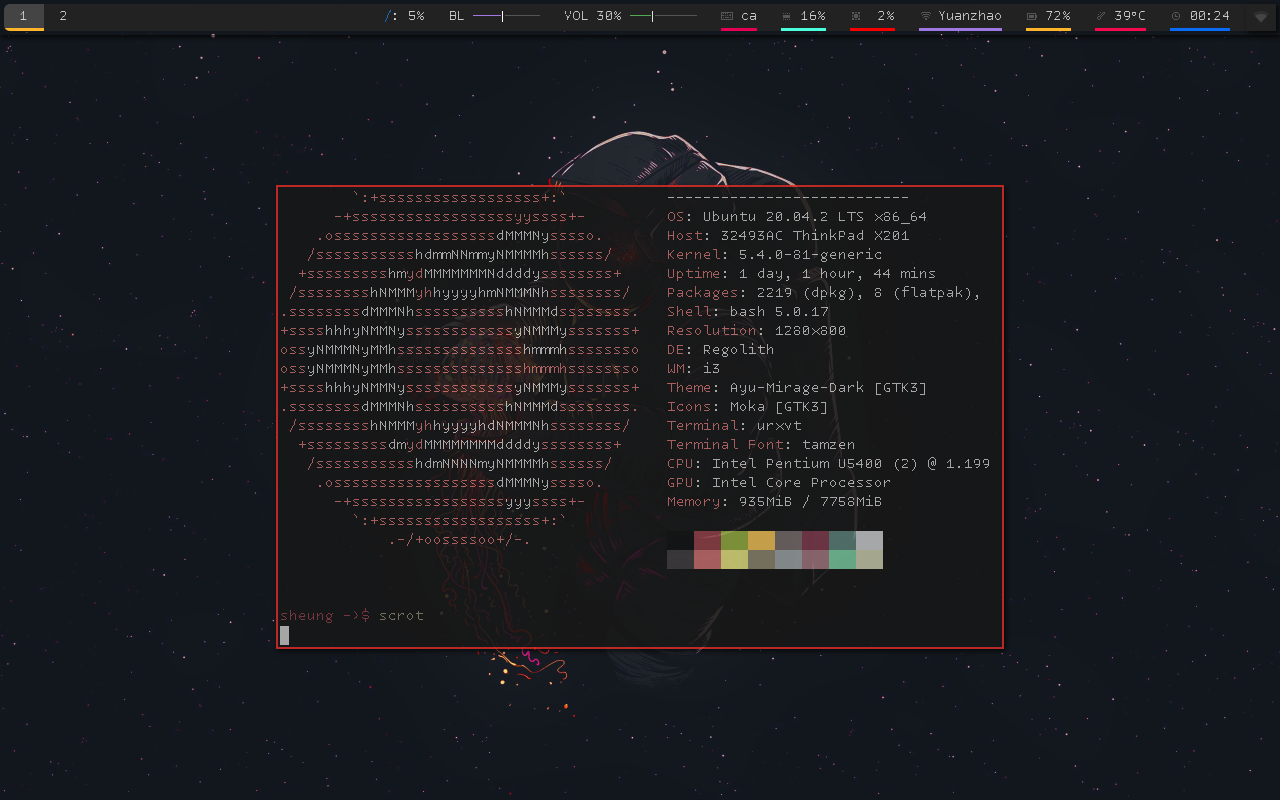 1 2 /: 5% BL VOL 30% ca 16% 2% Yuanzhao 72% 39°C 00:24
`:+ssssssssssssssssss+:` ---------------------------
-+ssssssssssssssssssyyssss+- OS: Ubuntu 20.04.2 LTS x86_64
.ossssssssssssssssssdMMMNysssso. Host: 32493AC ThinkPad X201
/ssssssssssshdmmNNmmyNMMMMhssssss/ Kernel: 5.4.0-81-generic
+ssssssssshmydMMMMMMMNddddyssssssss+ Uptime: 1 day, 1 hour, 44 mins
/sssssssshNMMMyhhyyyyhmNMMMNhssssssss/ Packages: 2219 (dpkg), 8 (flatpak),
.ssssssssdMMMNhsssssssssshNMMMdssssssss. Shell: bash 5.0.17
+sssshhhyNMMNyssssssssssssyNMMMysssssss+ Resolution: 1280x800
ossyNMMMNyMMhsssssssssssssshmmmhssssssso DE: Regolith
ossyNMMMNyMMhsssssssssssssshmmmhssssssso WM: i3
+sssshhhyNMMNyssssssssssssyNMMMysssssss+ Theme: Ayu-Mirage-Dark [GTK3]
.ssssssssdMMMNhsssssssssshNMMMdssssssss. Icons: Moka [GTK3]
/sssssssshNMMMyhhyyyyhdNMMMNhssssssss/ Terminal: urxvt
+sssssssssdmydMMMMMMMMddddyssssssss+ Terminal Font: tamzen
/ssssssssssshdmNNNNmyNMMMMhssssss/ CPU: Intel Pentium U5400 (2) @ 1.199
.ossssssssssssssssssdMMMNysssso. GPU: Intel Core Processor
-+sssssssssssssssssyyyssss+- Memory: 935MiB / 7758MiB
`:+ssssssssssssssssss+:`
.-/+oossssoo+/-.
sheung ->$ scrot